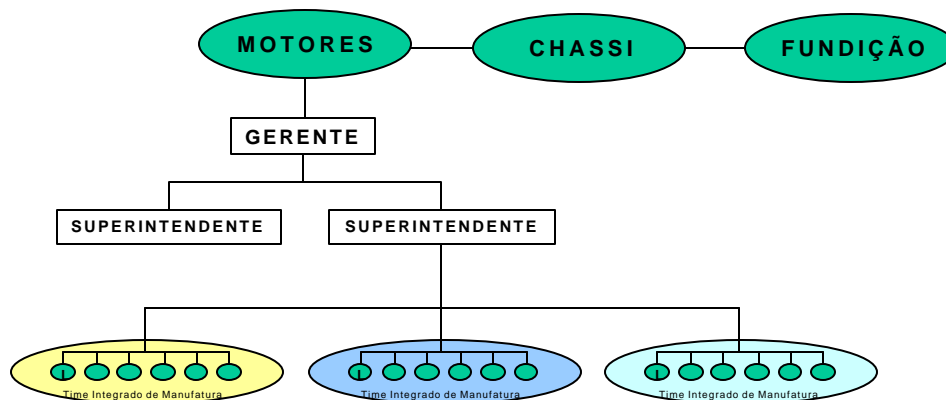 MOTORES
CHASSI
FUNDIÇÃO
GERENTE
SUPERINTENDENTE
SUPERINTENDENTE
L
L
L
Time Integrado de Manufatura
Time Integrado de Manufatura
Time Integrado de Manufatura